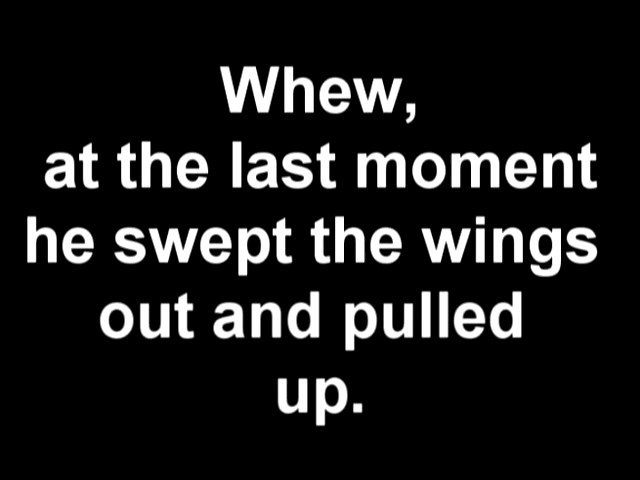 Whew,
at the last moment
he swept the wings
out and pulled
up.